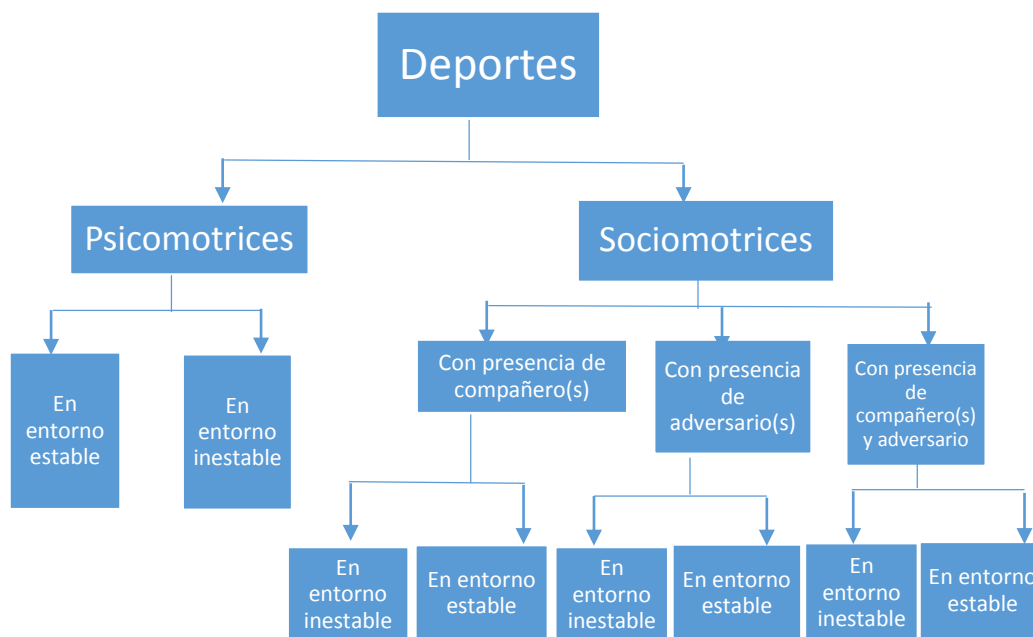 Deportes
Psicomotrices
Sociomotrices
Con presencia de
compañero(s)
Con presencia
de
adversario(s)
Con presencia
de
compañero(s)
y adversario
En
entorno
estable
En
entorno
inestable
En
entorno
inestable
En entorno
estable
En
entorno
inestable
En entorno
estable
En
entorno
inestable
En entorno
estable